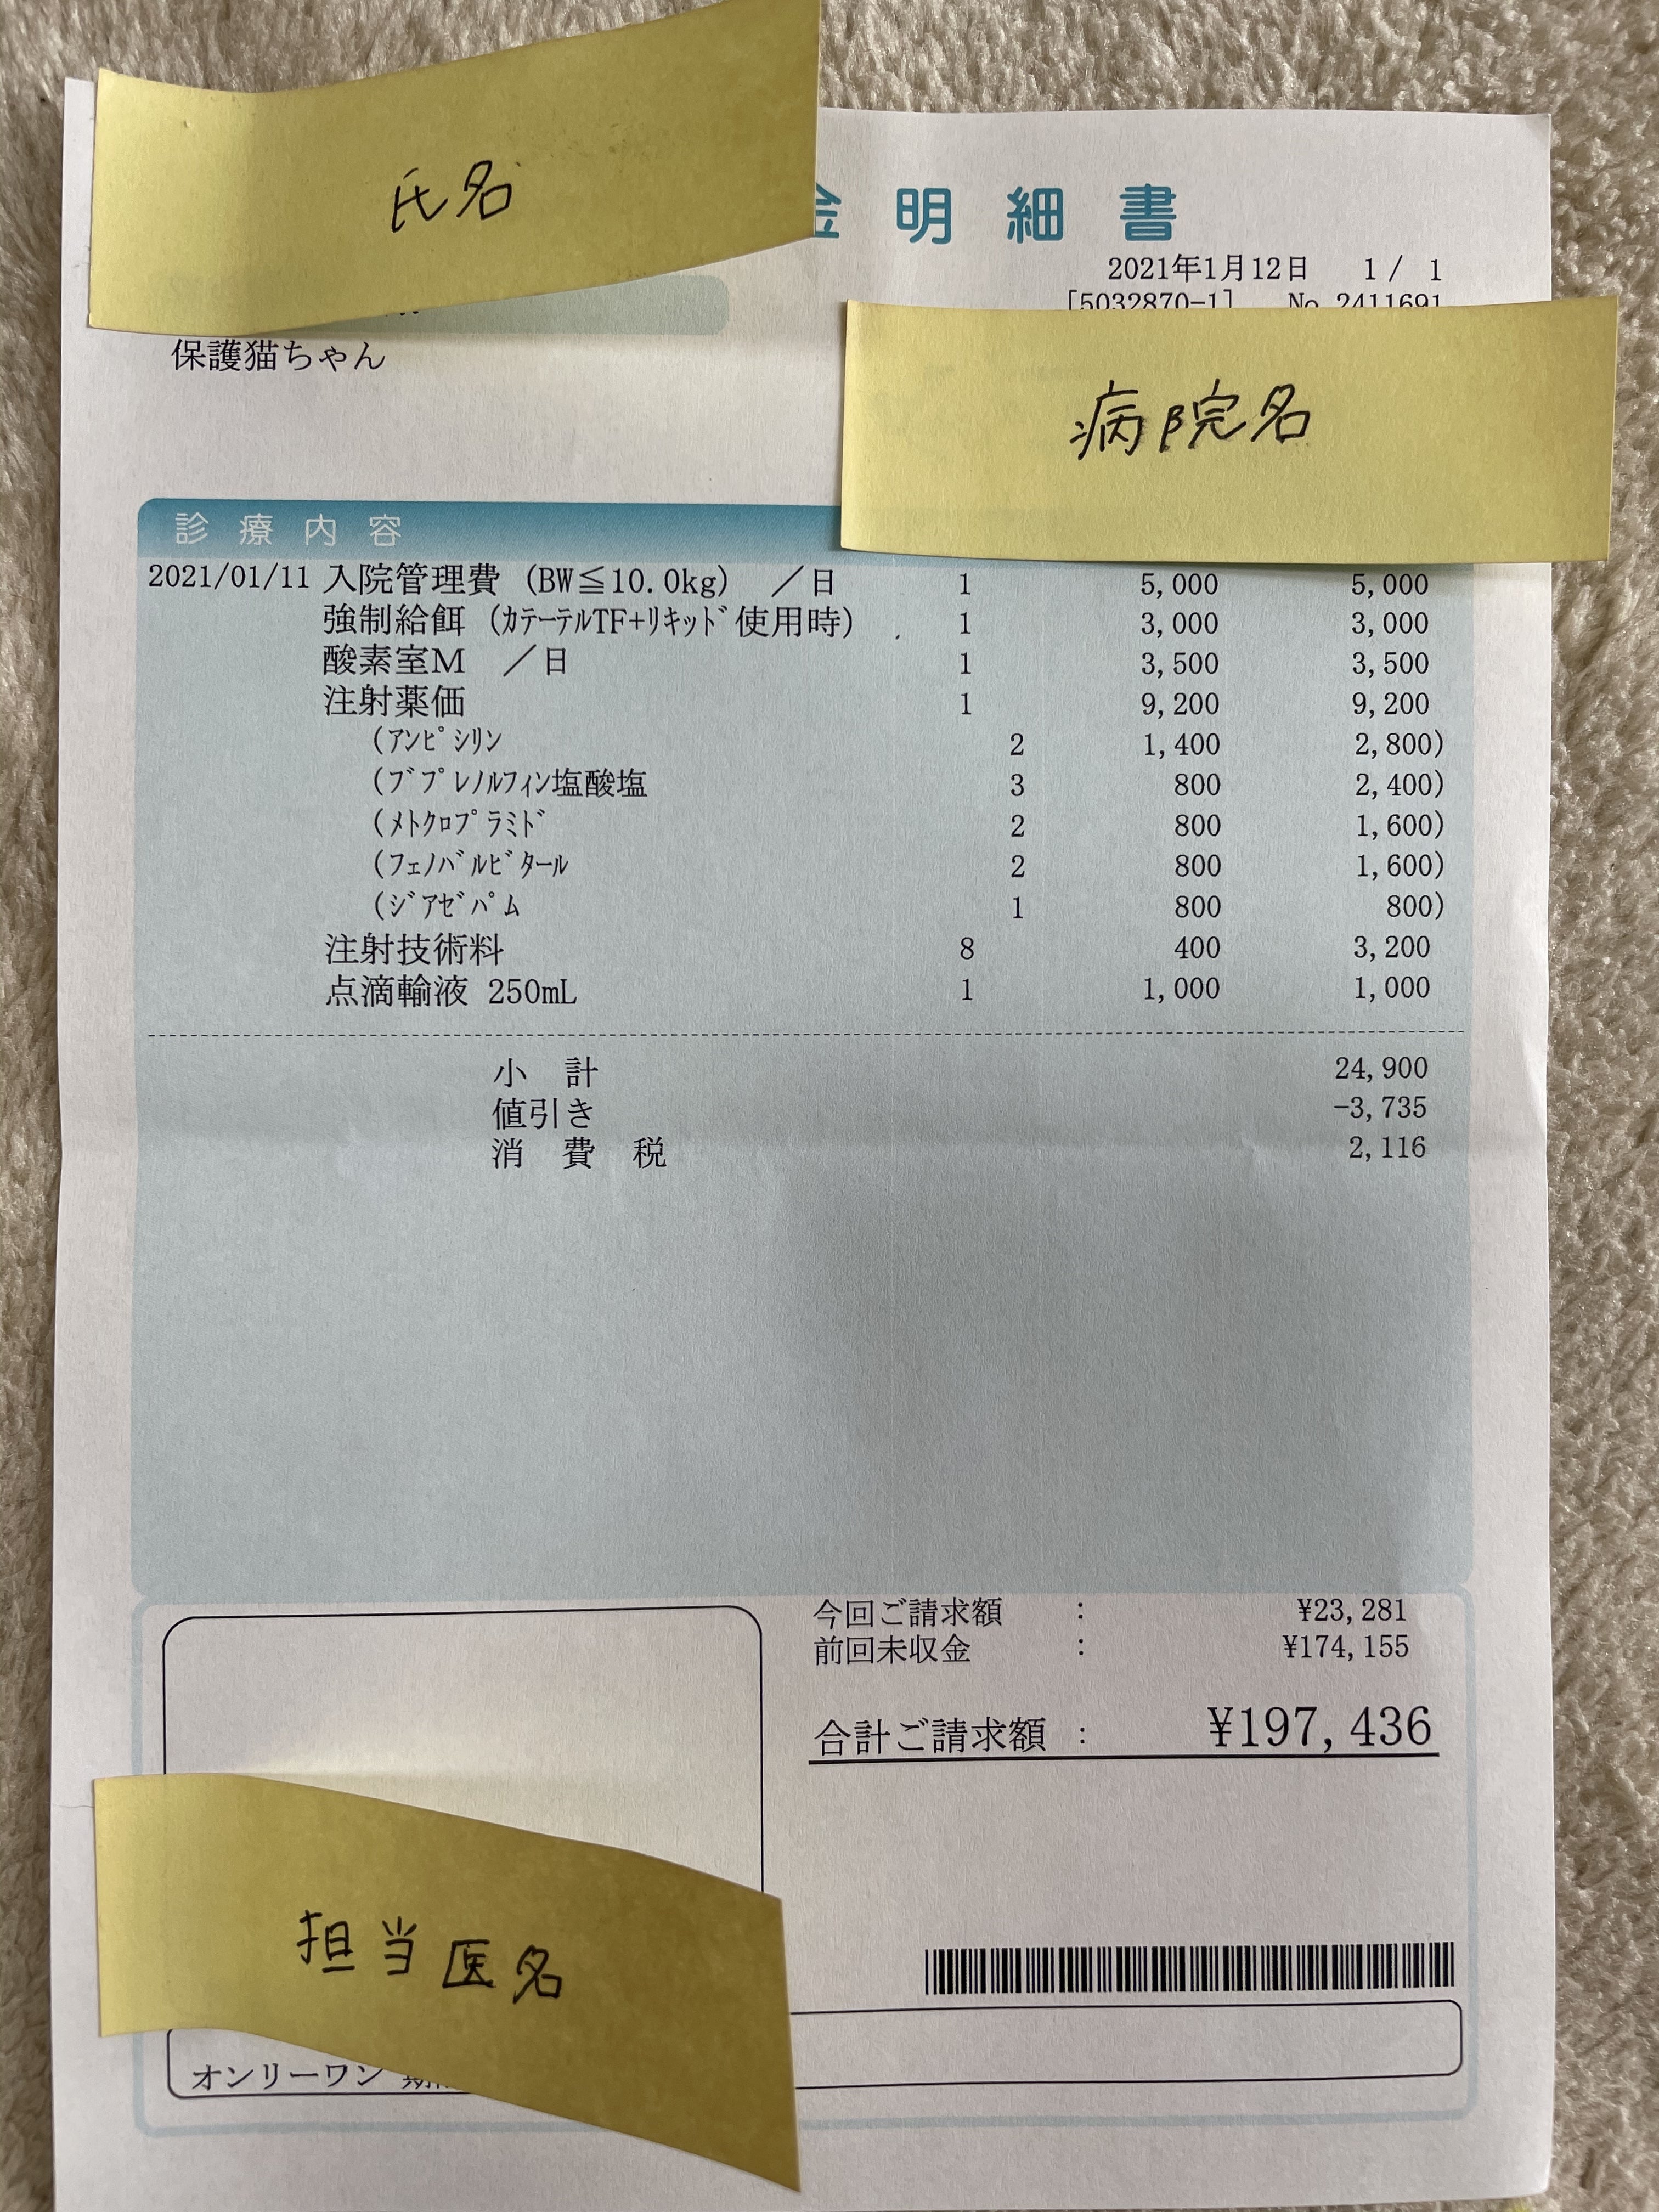 氏名
金明細書
2021年1月12日 1/ 1
[5032870-1] No 2411691
保護猫ちゃん
病院名
診療内容
2021/01/11 入院管理費 (BW≦10.0kg) /日 1 5,000 5,000
強制給餌 (ｶﾃｰﾃﾙTF+ﾘｷｯﾄﾞ使用時) 1 3,000 3,000
酸素室M /日 1 3,500 3,500
注射薬価 1 9,200 9,200
(ｱﾝﾋﾟｼﾘﾝ 2 1,400 2,800)
(ﾌﾞﾌﾟﾚﾉﾙﾌｨﾝ塩酸塩 3 800 2,400)
(ﾒﾄｸﾛﾌﾟﾗﾐﾄﾞ 2 800 1,600)
(ﾌｪﾉﾊﾞﾙﾋﾞﾀｰﾙ 2 800 1,600)
(ｼﾞｱｾﾞﾊﾟﾑ 1 800 800)
注射技術料 8 400 3,200
点滴輸液 250mL 1 1,000 1,000
小 計 24,900
値引き -3,735
消 費 税 2,116
今回ご請求額 : ¥23,281
前回未収金 : ¥174,155
合計ご請求額 : ¥197,436
担当医名
オンリーワン